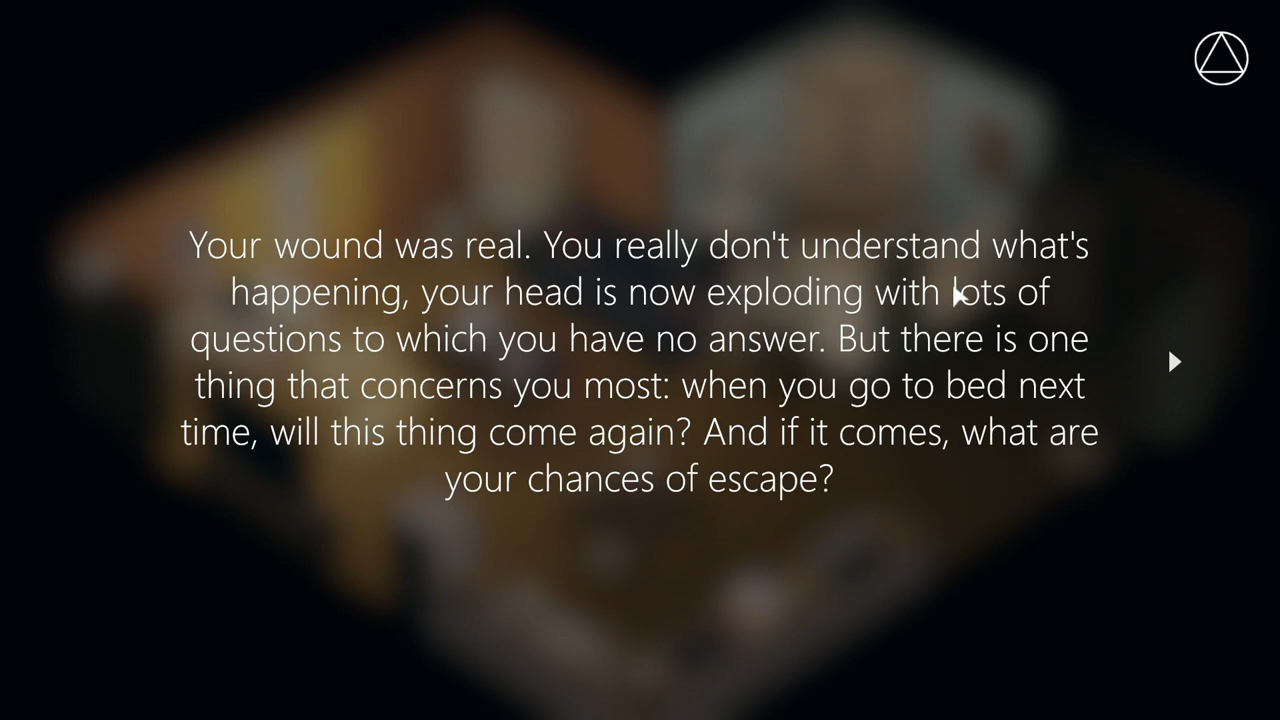 Your wound was real. You really don't understand what's
happening, your head is now exploding with lots of
questions to which you have no answer. But there is one
thing that concerns you most: when you go to bed next
time, will this thing come again? And if it comes, what are
your chances of escape?